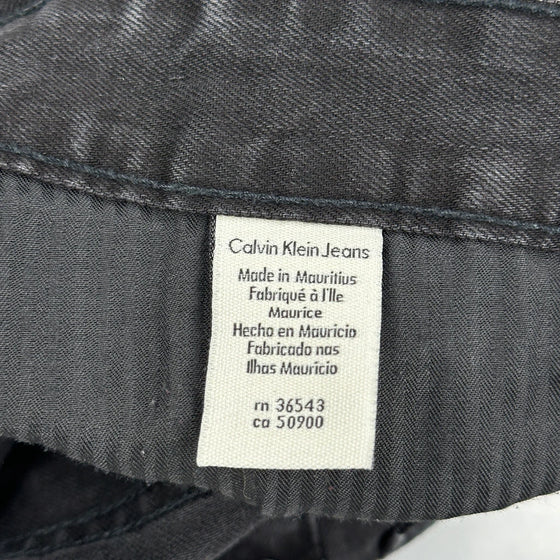 Calvin Klein Jeans
Made in Mauritius
Fabriqué à l'Ile
Maurice
Hecho en Mauricio
Fabricado nas
Ilhas Maurício
rn 36543
ca 50900